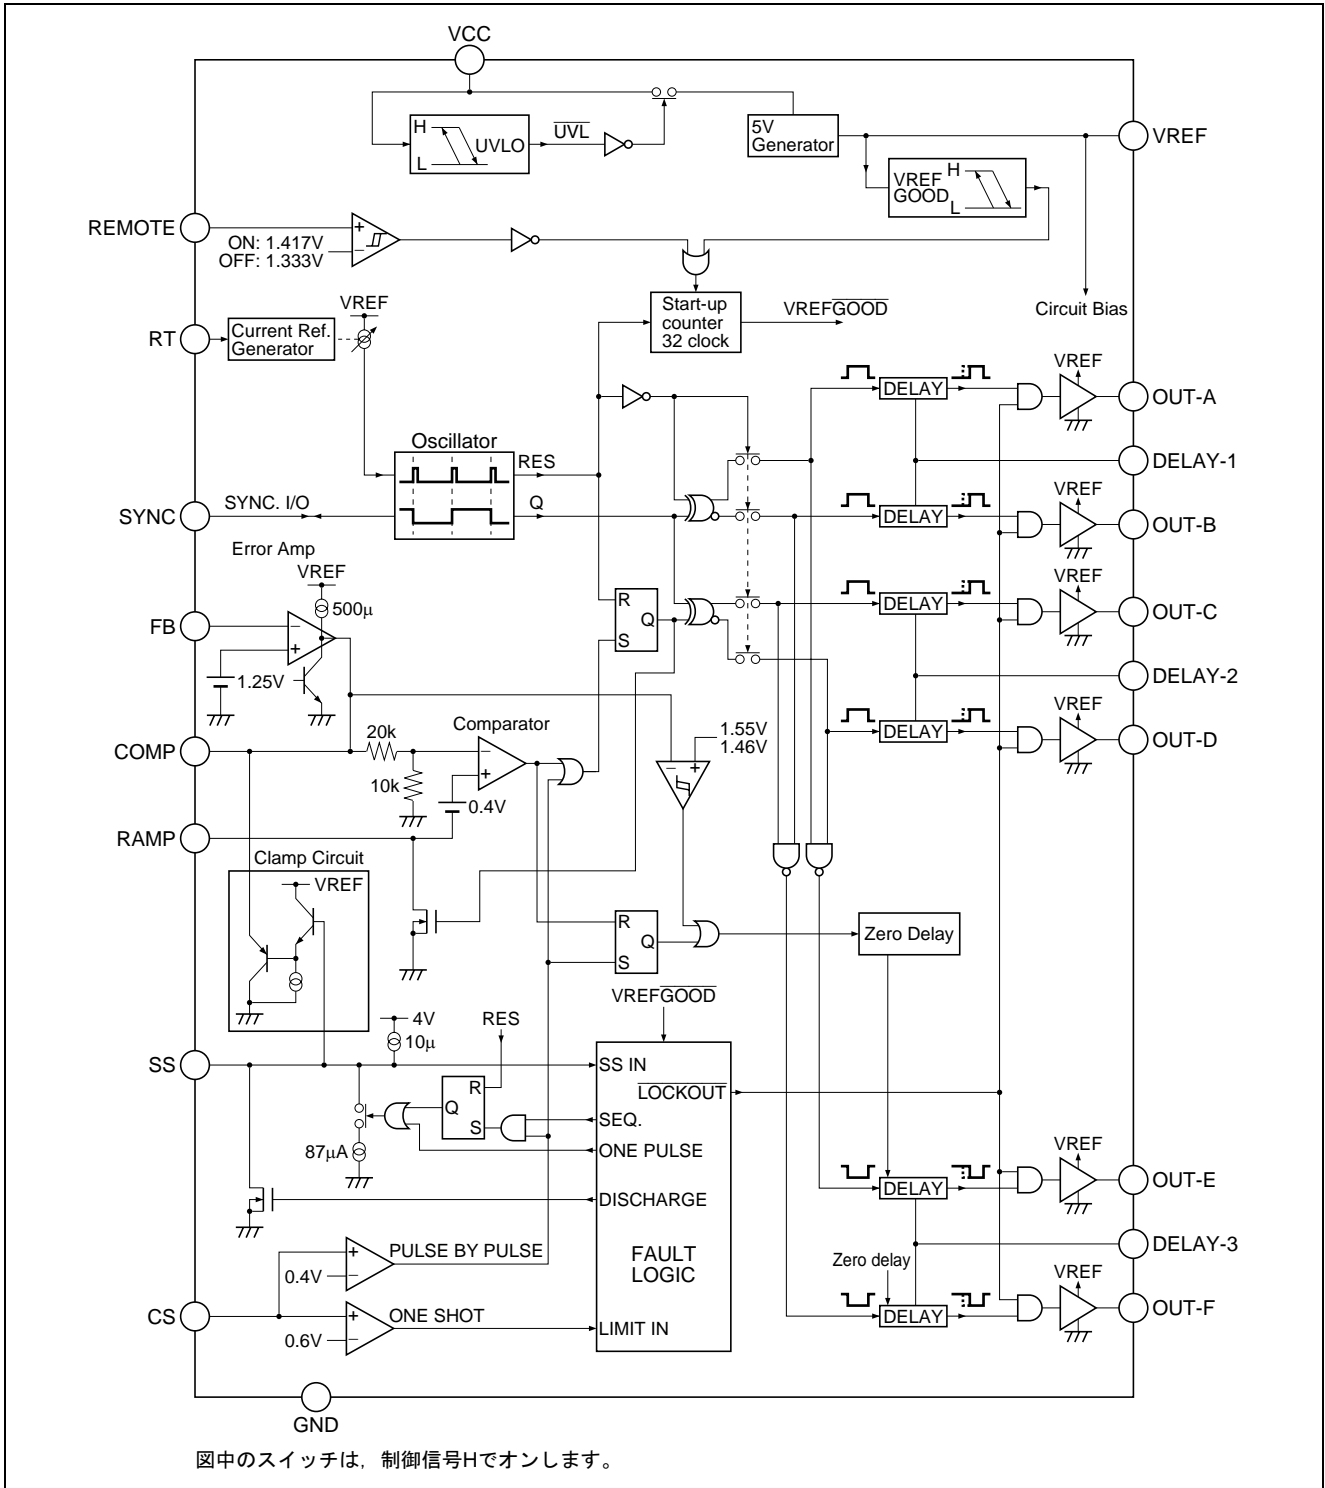 VCC
H
L
UVLO
UVL
5V
Generator
VREF
VREF
GOOD
H
L
REMOTE
ON: 1.417V
OFF: 1.333V
+
−
Start-up
counter
32 clock
VREFGOOD
Circuit Bias
RT
Current Ref.
Generator
VREF
DELAY
VREF
OUT-A
Oscillator
RES
Q
DELAY-1
SYNC
SYNC. I/O
DELAY
VREF
OUT-B
Error Amp
VREF
500μ
FB
−
+
1.25V
R
S
Q
DELAY
VREF
OUT-C
DELAY-2
COMP
20k
10k
Comparator
−
+
0.4V
1.55V
1.46V
−
+
DELAY
VREF
OUT-D
RAMP
Clamp Circuit
VREF
R
S
Q
Zero Delay
VREFGOOD
4V
10μ
RES
SS
SS IN
LOCKOUT
R
Q
S
SEQ.
ONE PULSE
87μA
DISCHARGE
FAULT
LOGIC
DELAY
VREF
OUT-E
DELAY-3
PULSE BY PULSE
+
−
0.4V
Zero delay
CS
+
−
0.6V
ONE SHOT
LIMIT IN
DELAY
VREF
OUT-F
GND
図中のスイッチは，制御信号Hでオンします。